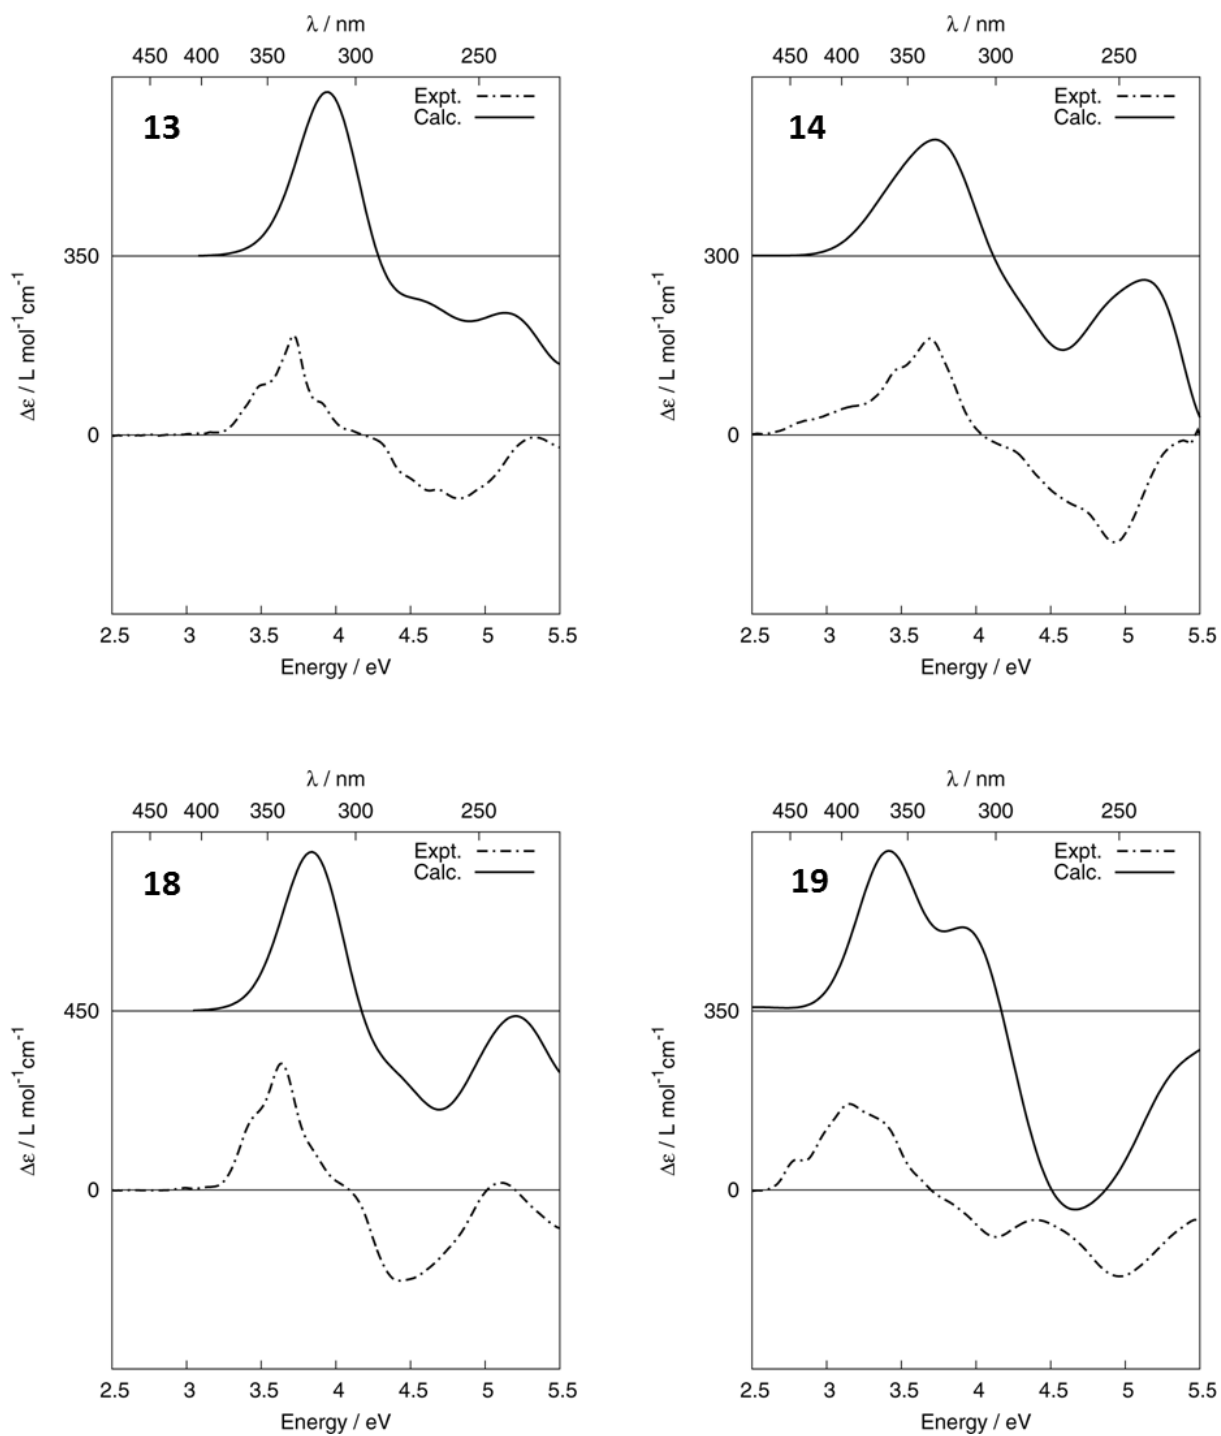 λ / nm
450 400 350 300 250
13
Expt.
Calc.
350
0
Δε / L mol⁻¹cm⁻¹
2.5 3 3.5 4 4.5 5 5.5
Energy / eV
λ / nm
450 400 350 300 250
14
Expt.
Calc.
300
0
Δε / L mol⁻¹cm⁻¹
2.5 3 3.5 4 4.5 5 5.5
Energy / eV
λ / nm
450 400 350 300 250
18
Expt.
Calc.
450
0
Δε / L mol⁻¹cm⁻¹
2.5 3 3.5 4 4.5 5 5.5
Energy / eV
λ / nm
450 400 350 300 250
19
Expt.
Calc.
350
0
Δε / L mol⁻¹cm⁻¹
2.5 3 3.5 4 4.5 5 5.5
Energy / eV